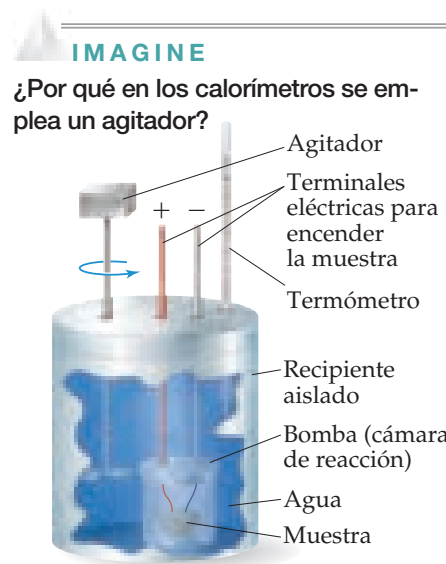 IMAGINE
¿Por qué en los calorímetros se em-
plea un agitador?
Agitador
+ −
Terminales
eléctricas para
encender
la muestra
Termómetro
Recipiente
aislado
Bomba (cámara
de reacción)
Agua
Muestra